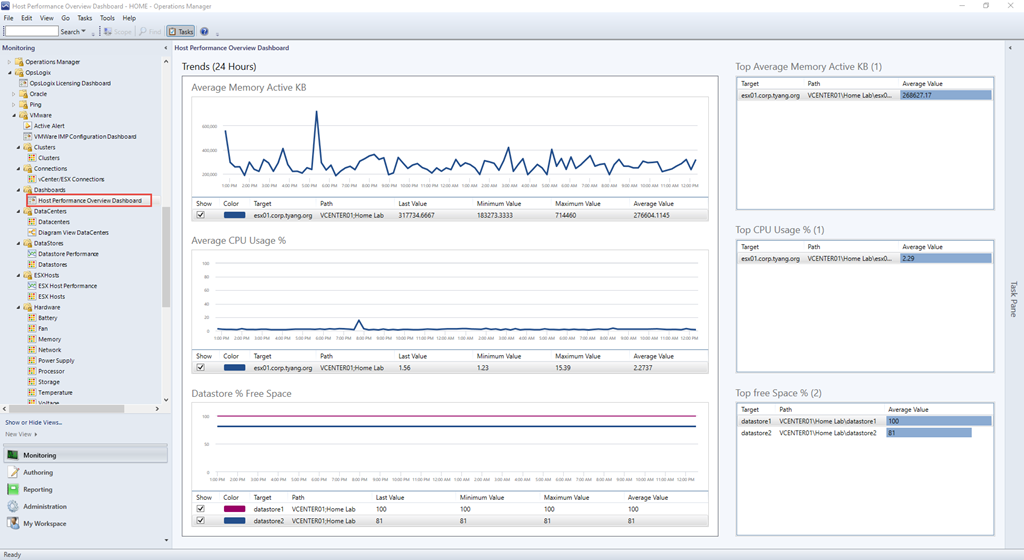 Host Performance Overview Dashboard - HOME - Operations Manager
File Edit View Go Tasks Tools Help
Search Scope Find Tasks
Monitoring
Operations Manager
OpsLogix
OpsLogix Licensing Dashboard
Oracle
Ping
VMware
Active Alert
VMWare IMP Configuration Dashboard
Clusters
Clusters
Connections
vCenter/ESX Connections
Dashboards
Host Performance Overview Dashboard
DataCenters
Datacenters
Diagram View DataCenters
DataStores
Datastore Performance
Datastores
ESXHosts
ESX Host Performance
ESX Hosts
Hardware
Battery
Fan
Memory
Network
Power Supply
Processor
Storage
Temperature
Voltage
Show or Hide Views...
New View
Monitoring
Authoring
Reporting
Administration
My Workspace
Ready
Host Performance Overview Dashboard
Trends (24 Hours)
Average Memory Active KB
600,000
400,000
200,000
1:00 PM 2:00 PM 3:00 PM 4:00 PM 5:00 PM 6:00 PM 7:00 PM 8:00 PM 9:00 PM 10:00 PM 11:00 PM 12:00 AM 1:00 AM 2:00 AM 3:00 AM 4:00 AM 5:00 AM 6:00 AM 7:00 AM 8:00 AM 9:00 AM 10:00 AM 11:00 AM 12:00 PM
Show Color Target Path Last Value Minimum Value Maximum Value Average Value
esx01.corp.tyang.org VCENTER01;Home Lab 317734.6667 183273.3333 714460 276604.1145
Average CPU Usage %
100
80
60
40
20
0
1:00 PM 2:00 PM 3:00 PM 4:00 PM 5:00 PM 6:00 PM 7:00 PM 8:00 PM 9:00 PM 10:00 PM 11:00 PM 12:00 AM 1:00 AM 2:00 AM 3:00 AM 4:00 AM 5:00 AM 6:00 AM 7:00 AM 8:00 AM 9:00 AM 10:00 AM 11:00 AM 12:00 PM
Show Color Target Path Last Value Minimum Value Maximum Value Average Value
esx01.corp.tyang.org VCENTER01;Home Lab 1.56 1.23 15.39 2.2737
Datastore % Free Space
100
50
0
1:00 PM 2:00 PM 3:00 PM 4:00 PM 5:00 PM 6:00 PM 7:00 PM 8:00 PM 9:00 PM 10:00 PM 11:00 PM 12:00 AM 1:00 AM 2:00 AM 3:00 AM 4:00 AM 5:00 AM 6:00 AM 7:00 AM 8:00 AM 9:00 AM 10:00 AM 11:00 AM 12:00 PM
Show Color Target Path Last Value Minimum Value Maximum Value Average Value
datastore1 VCENTER01;Home Lab 100 100 100 100
datastore2 VCENTER01;Home Lab 81 81 81 81
Top Average Memory Active KB (1)
Target Path Average Value
esx01.corp.tyang.org VCENTER01\Home Lab\esx0... 268627.17
Top CPU Usage % (1)
Target Path Average Value
esx01.corp.tyang.org VCENTER01\Home Lab\esx0... 2.29
Top free Space % (2)
Target Path Average Value
datastore1 VCENTER01\Home Lab\datastore1 100
datastore2 VCENTER01\Home Lab\datastore2 81
Task Pane